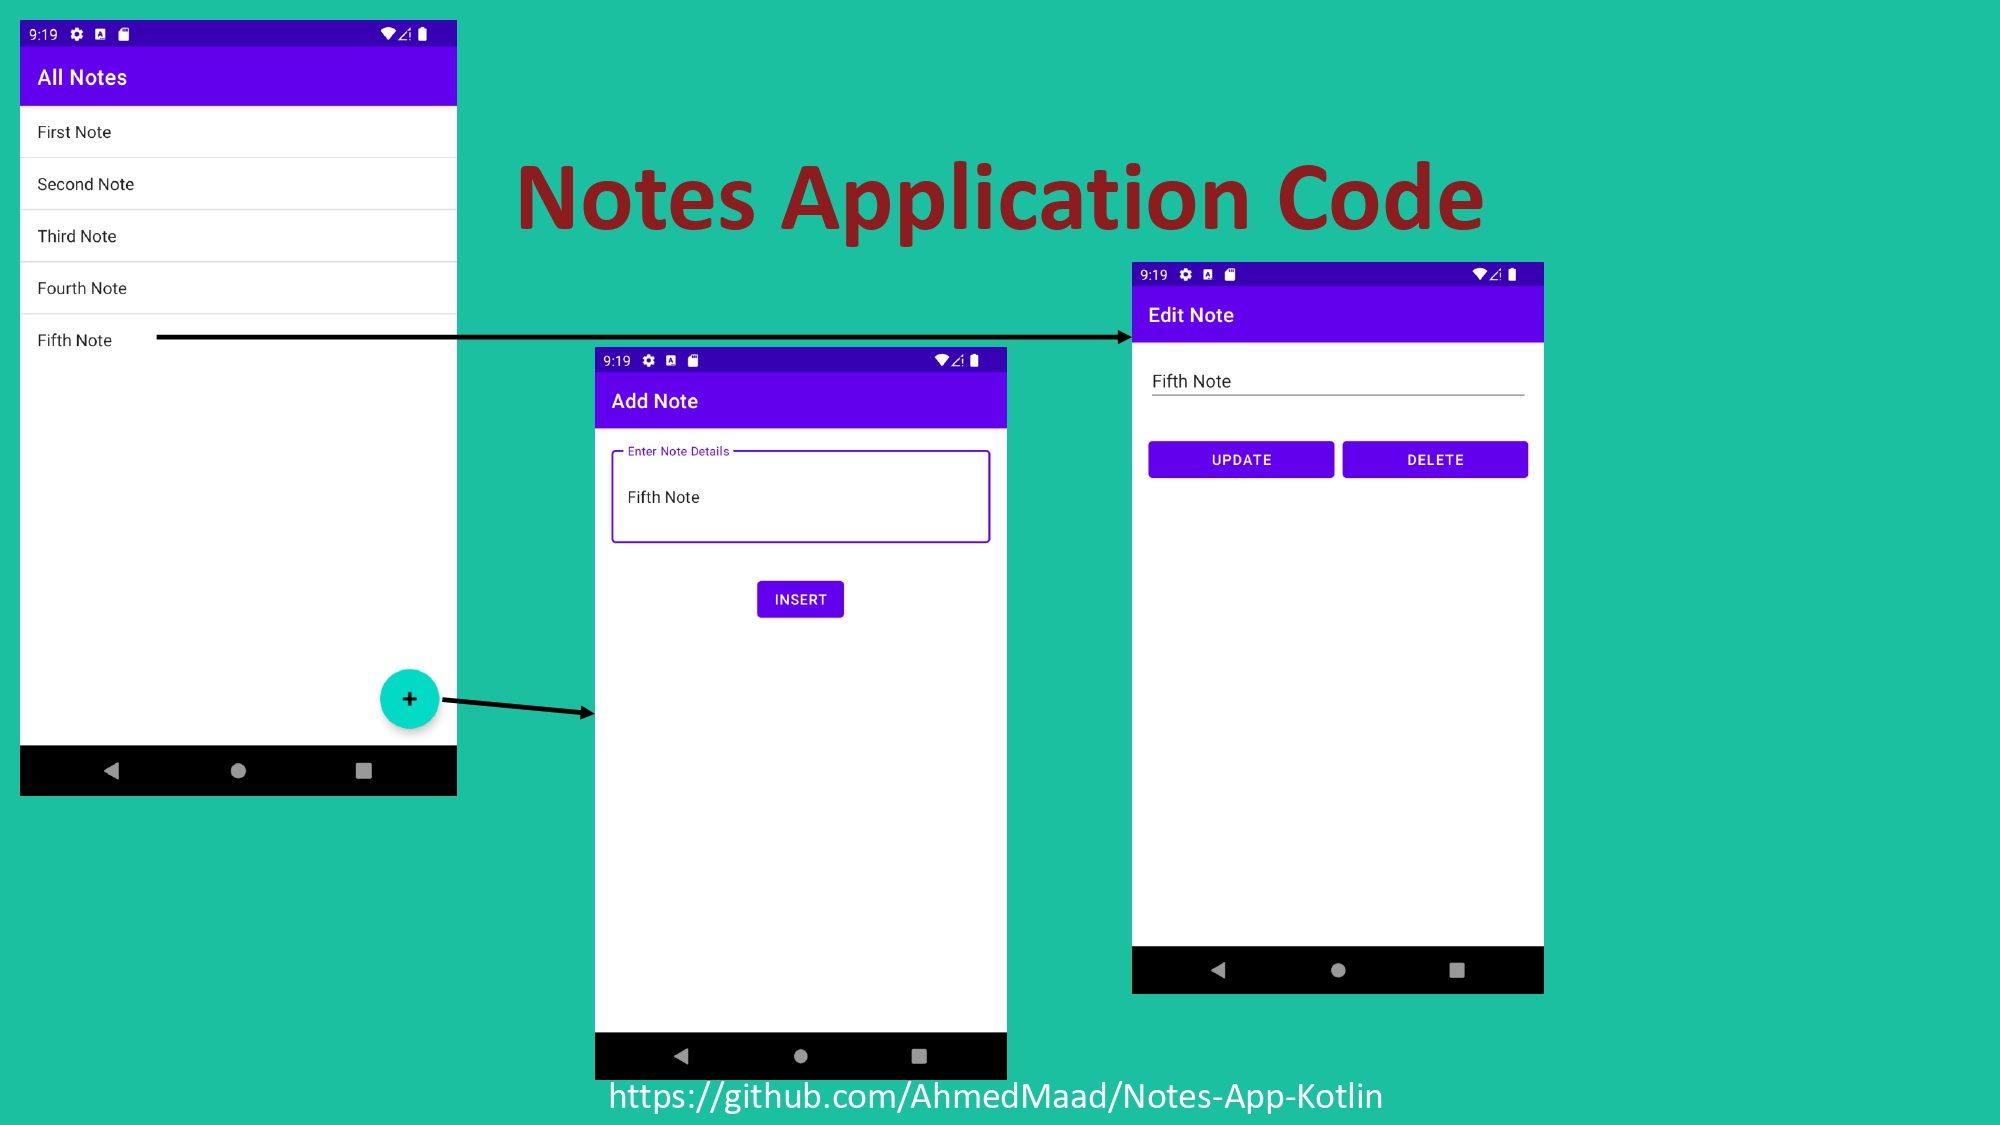 9:19
All Notes
First Note
Second Note
Third Note
Fourth Note
Fifth Note
+
Notes Application Code
9:19
Add Note
Enter Note Details
Fifth Note
INSERT
9:19
Edit Note
Fifth Note
UPDATE DELETE
https://github.com/AhmedMaad/Notes-App-Kotlin